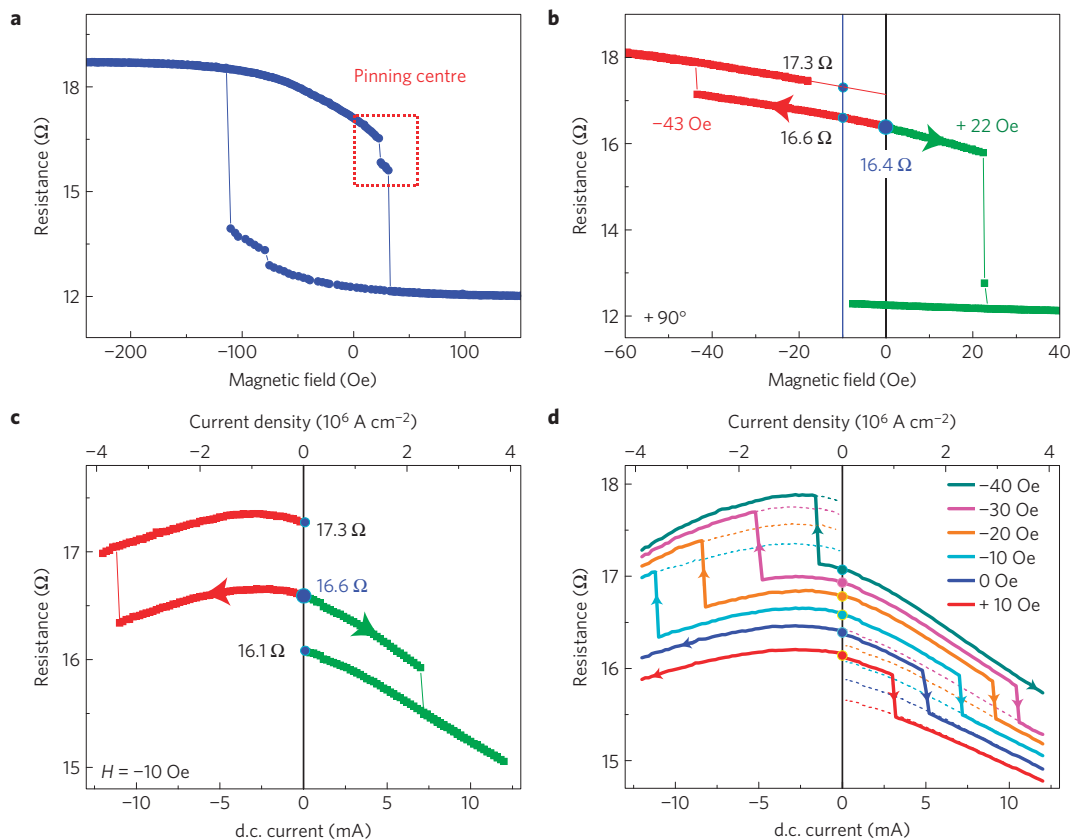 a
18
15
12
Resistance (Ω)
Pinning centre
−200
−100
0
100
Magnetic field (Oe)
b
18
16
14
12
Resistance (Ω)
17.3 Ω
−43 Oe
16.6 Ω
+ 22 Oe
16.4 Ω
+ 90°
−60
−40
−20
0
20
40
Magnetic field (Oe)
c
Current density (10⁶ A cm⁻²)
−4
−2
0
2
4
17
16
15
Resistance (Ω)
17.3 Ω
16.6 Ω
16.1 Ω
H = −10 Oe
−10
−5
0
5
10
d.c. current (mA)
d
Current density (10⁶ A cm⁻²)
−4
−2
0
2
4
18
17
16
15
Resistance (Ω)
−40 Oe
−30 Oe
−20 Oe
−10 Oe
0 Oe
+ 10 Oe
−10
−5
0
5
10
d.c. current (mA)